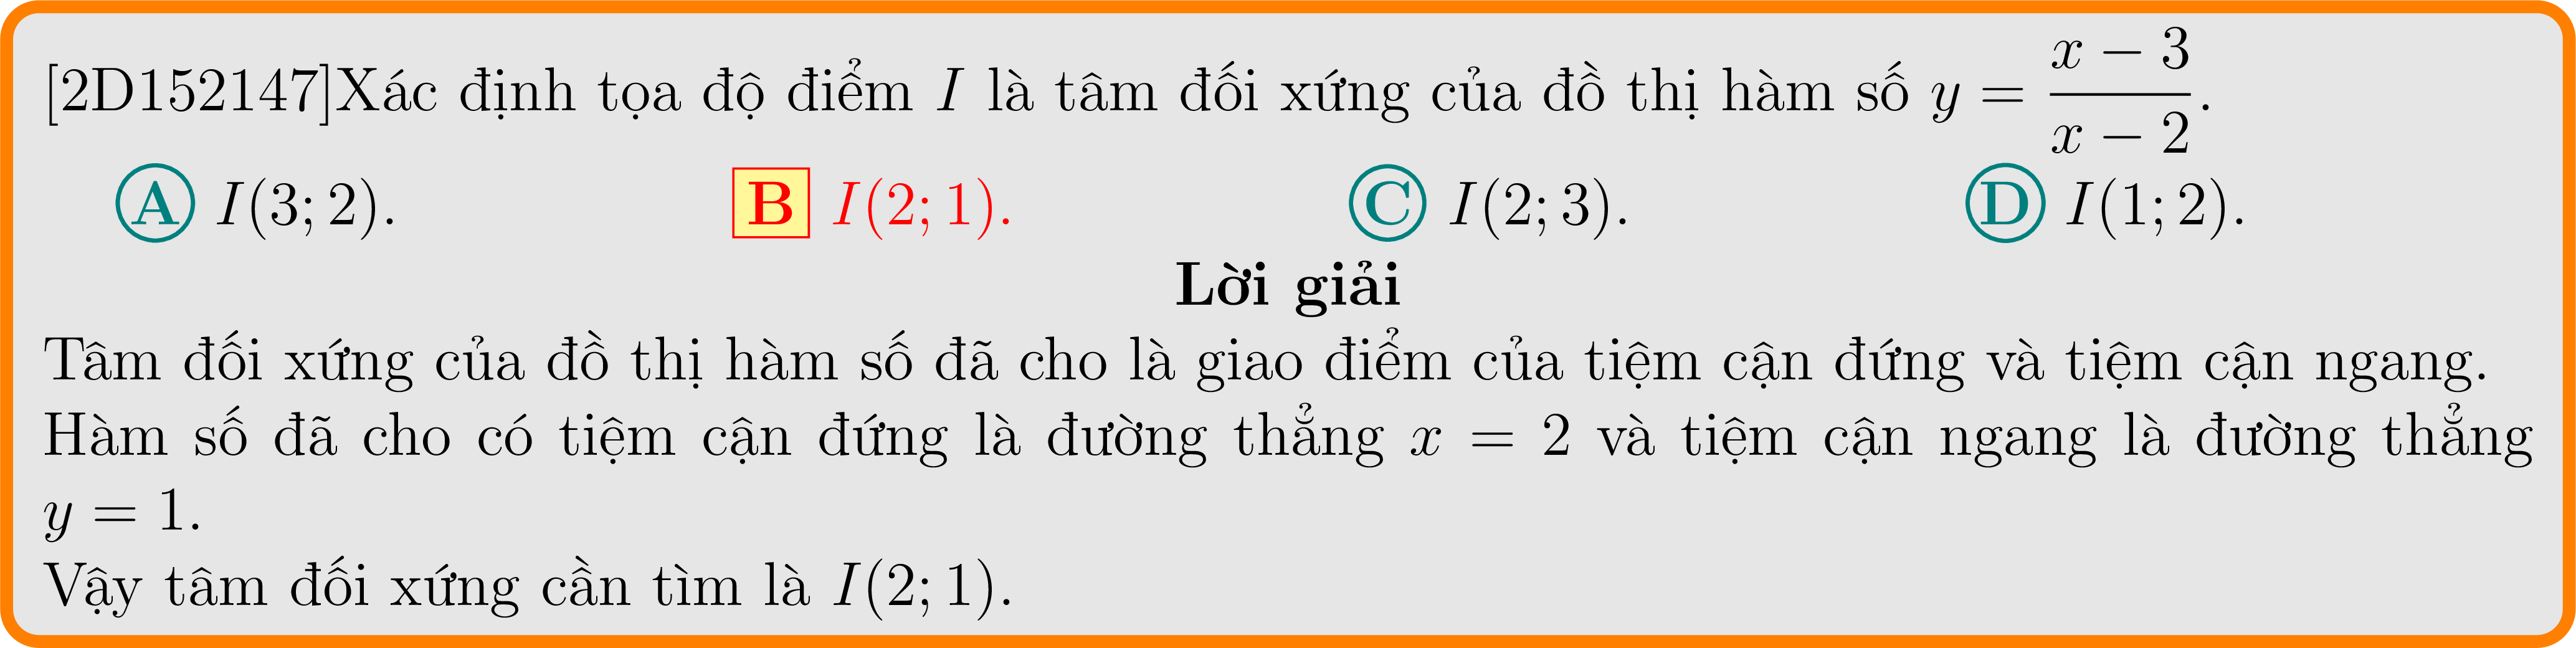 [2D152147]Xác định tọa độ điểm I là tâm đối xứng của đồ thị hàm số y = \frac{x - 3}{x - 2}.
A I(3; 2). B I(2; 1). C I(2; 3). D I(1; 2).
Lời giải
Tâm đối xứng của đồ thị hàm số đã cho là giao điểm của tiệm cận đứng và tiệm cận ngang.
Hàm số đã cho có tiệm cận đứng là đường thẳng x = 2 và tiệm cận ngang là đường thẳng
y = 1.
Vậy tâm đối xứng cần tìm là I(2; 1).